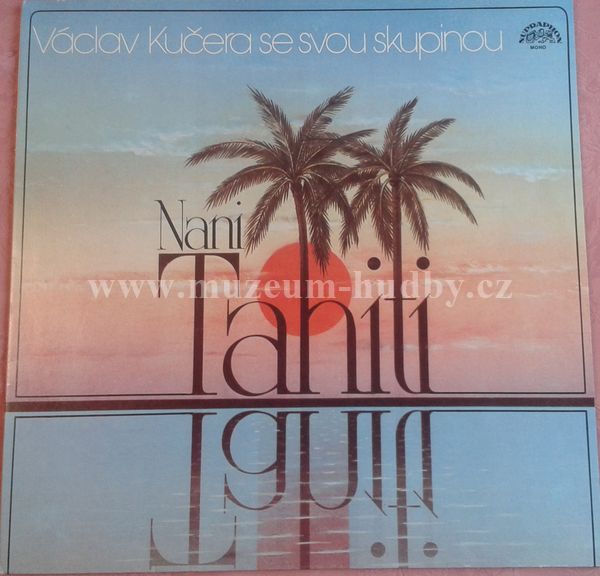 Václav Kučera se svou skupinou
SUPRAPHON
MONO
Nani
Tahiti
www.muzeum-hudby.cz